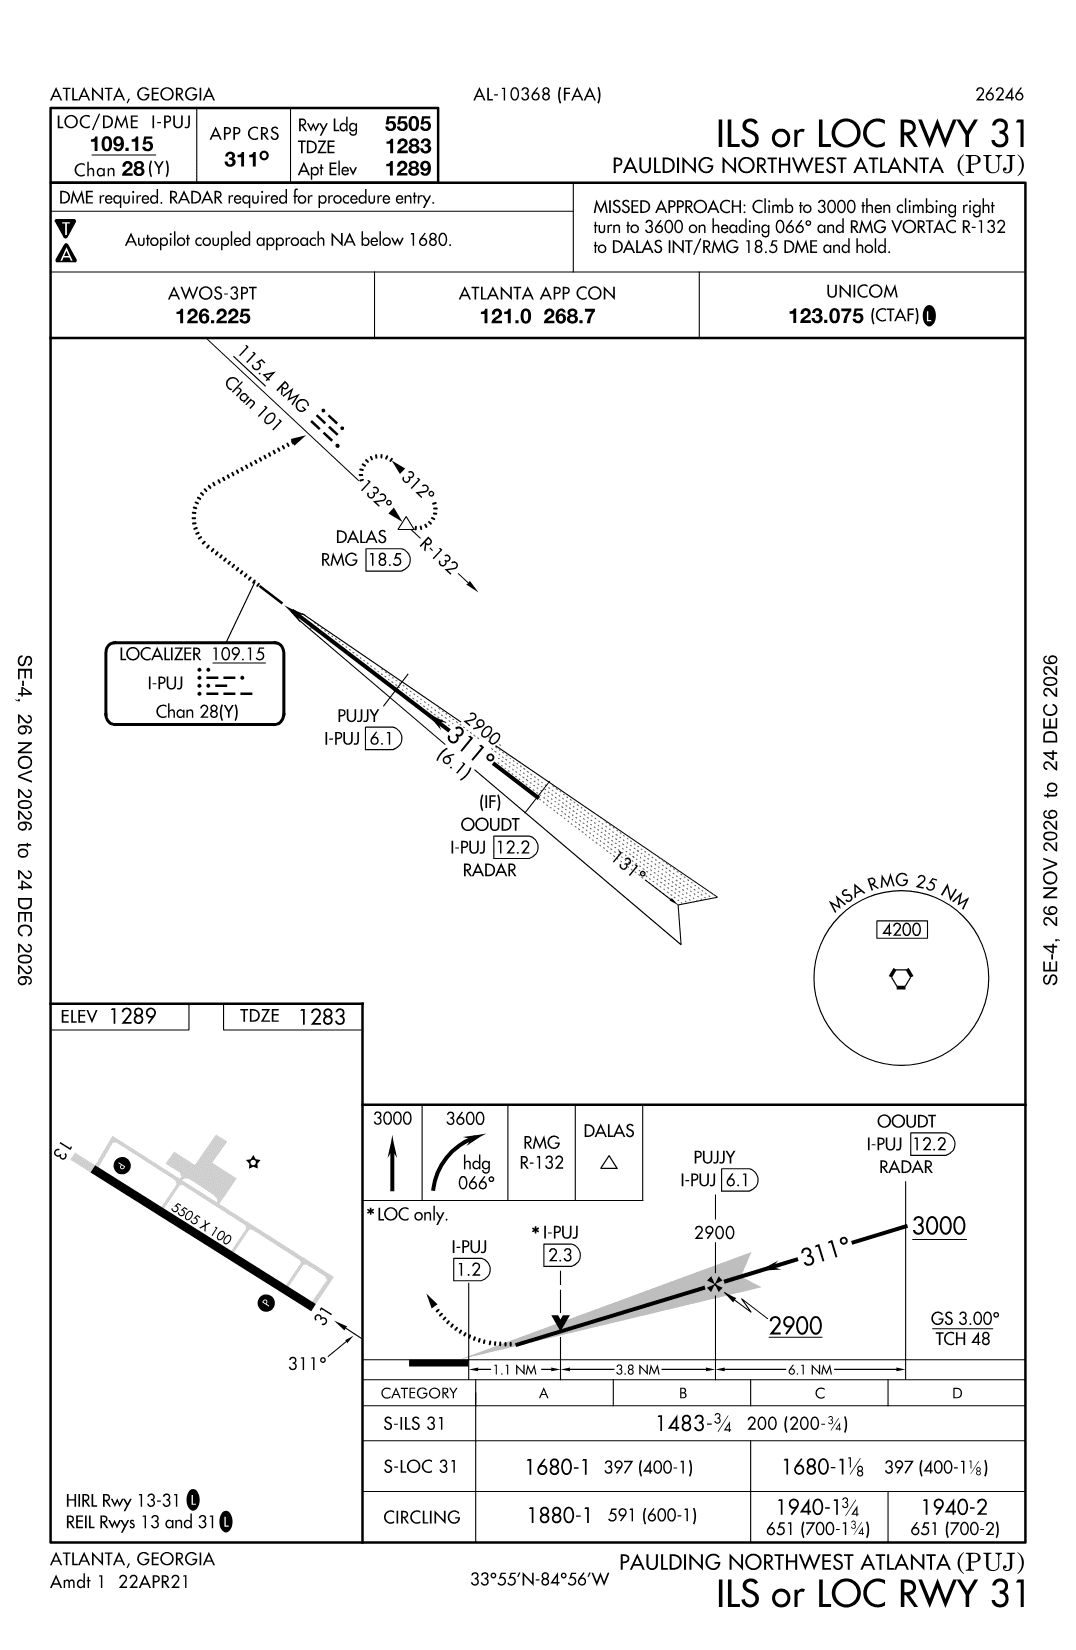 ATLANTA, GEORGIA
AL-10368 (FAA)
26246
LOC/DME I-PUJ
109.15
Chan 28 (Y)
APP CRS
311°
Rwy Ldg 5505
TDZE 1283
Apt Elev 1289
ILS or LOC RWY 31
PAULDING NORTHWEST ATLANTA (PUJ)
DME required. RADAR required for procedure entry.
T
A
Autopilot coupled approach NA below 1680.
MISSED APPROACH: Climb to 3000 then climbing right
turn to 3600 on heading 066° and RMG VORTAC R-132
to DALAS INT/RMG 18.5 DME and hold.
AWOS-3PT
126.225
ATLANTA APP CON
121.0 268.7
UNICOM
123.075 (CTAF) L
115.4 RMG
Chan 101
312°
132°
DALAS
RMG 18.5
R-132
LOCALIZER 109.15
I-PUJ
Chan 28(Y)
PUJJY
I-PUJ 6.1
2900
311°
(6.1)
(IF)
OOUDT
I-PUJ 12.2
RADAR
131°
MSA RMG 25 NM
4200
SE-4, 26 NOV 2026 to 24 DEC 2026
SE-4, 26 NOV 2026 to 24 DEC 2026
ELEV 1289
TDZE 1283
13
P
5505 X 100
P
31
311°
HIRL Rwy 13-31 L
REIL Rwys 13 and 31 L
3000
3600
hdg
066°
RMG
R-132
DALAS
*LOC only.
I-PUJ
1.2
*I-PUJ
2.3
PUJJY
I-PUJ 6.1
2900
OOUDT
I-PUJ 12.2
RADAR
311°
3000
2900
GS 3.00°
TCH 48
1.1 NM
3.8 NM
6.1 NM
CATEGORY A B C D
S-ILS 31 1483-¾ 200 (200-¾)
S-LOC 31 1680-1 397 (400-1) 1680-1⅛ 397 (400-1⅛)
CIRCLING 1880-1 591 (600-1) 1940-1¾ 651 (700-1¾) 1940-2 651 (700-2)
ATLANTA, GEORGIA
Amdt 1 22APR21
33°55'N-84°56'W
PAULDING NORTHWEST ATLANTA (PUJ)
ILS or LOC RWY 31